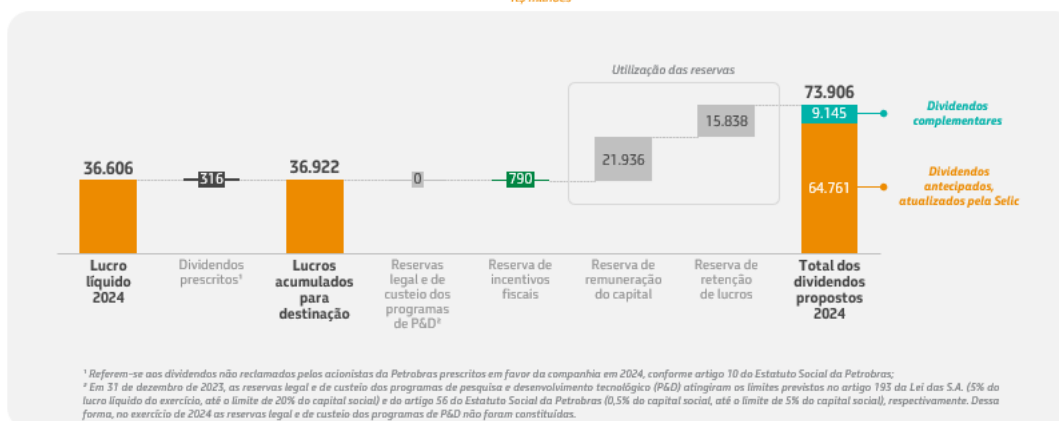 R$ milhões
Utilização das reservas
73.906
9.145
Dividendos
complementares
15.838
21.936
36.606
316
36.922
0
790
64.761
Dividendos
antecipados,
atualizados pela Selic
Lucro
líquido
2024
Dividendos
prescritos¹
Lucros
acumulados
para
destinação
Reservas
legal e de
custeio dos
programas
de P&D²
Reserva de
incentivos
fiscais
Reserva de
remuneração
do capital
Reserva de
retenção
de lucros
Total dos
dividendos
propostos
2024
¹ Referem-se aos dividendos não reclamados pelos acionistas da Petrobras prescritos em favor da companhia em 2024, conforme artigo 10 do Estatuto Social da Petrobras;
² Em 31 de dezembro de 2023, as reservas legal e de custeio dos programas de pesquisa e desenvolvimento tecnológico (P&D) atingiram os limites previstos no artigo 193 da Lei das S.A. (5% do
lucro líquido do exercício, até o limite de 20% do capital social) e do artigo 56 do Estatuto Social da Petrobras (0,5% do capital social, até o limite de 5% do capital social), respectivamente. Dessa
forma, no exercício de 2024 as reservas legal e de custeio dos programas de P&D não foram constituídas.